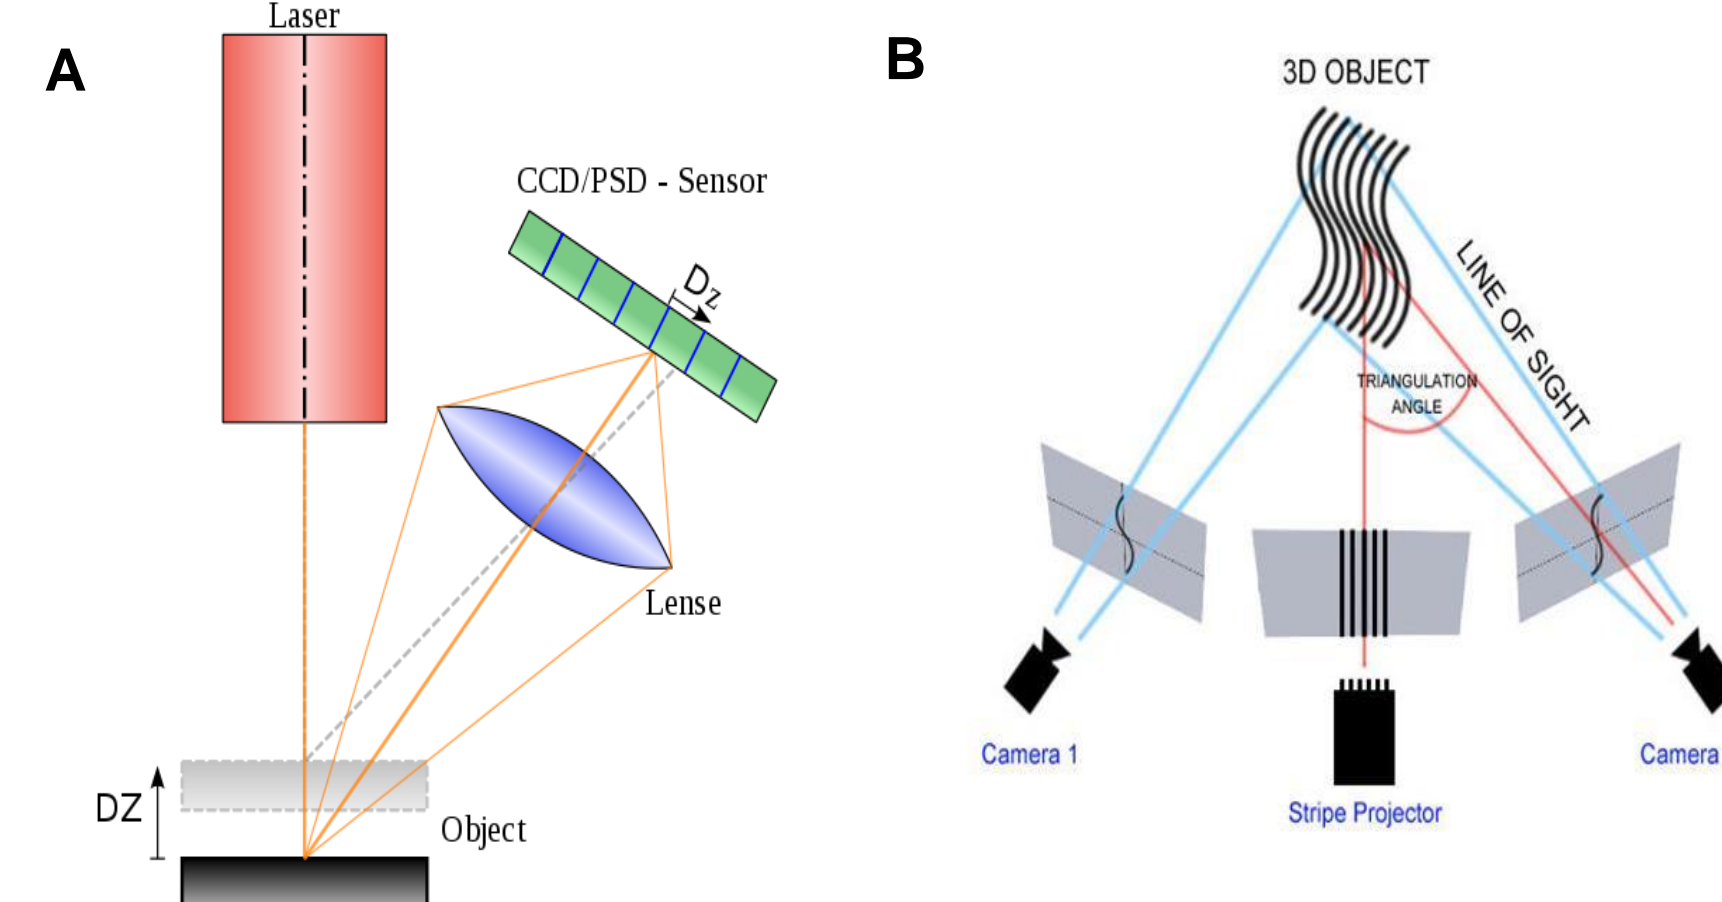 A
Laser
CCD/PSD - Sensor
Dz
Lense
DZ
Object
B
3D OBJECT
LINE OF SIGHT
TRIANGULATION
ANGLE
Camera 1
Camera
Stripe Projector